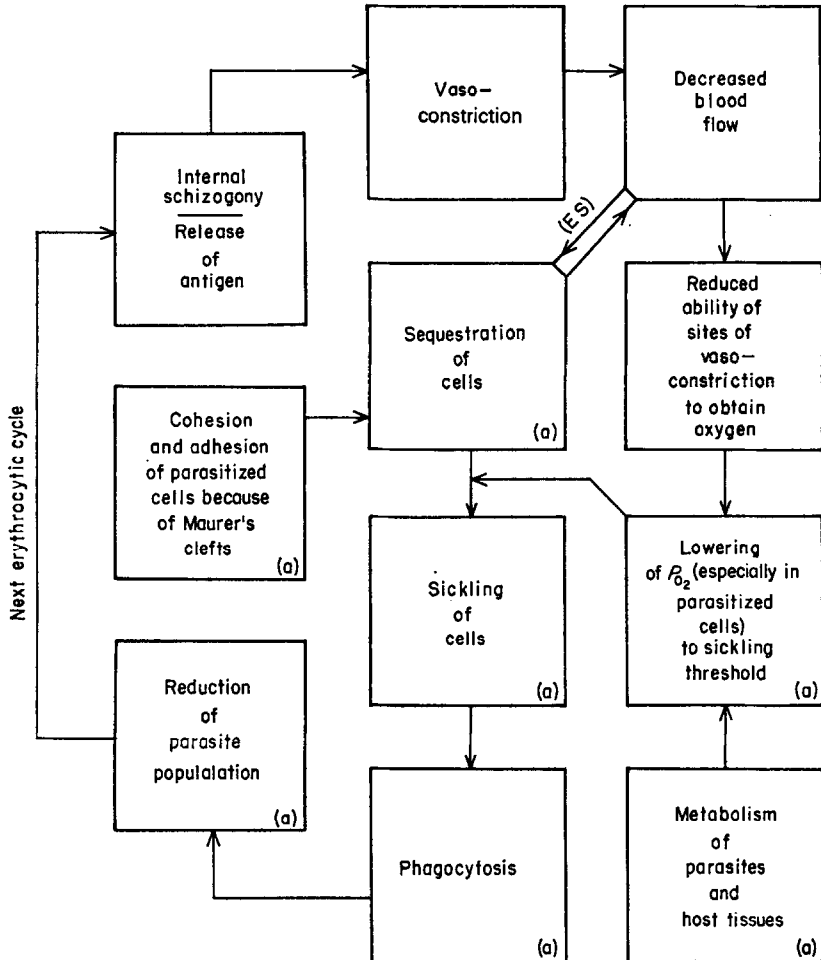 Vaso-
constriction
Decreased
blood
flow
Internal
schizogony
Release
of
antigen
(ES)
Sequestration
of
cells
(a)
Reduced
ability of
sites of
vaso-
constriction
to obtain
oxygen
Cohesion
and adhesion
of parasitized
cells because
of Maurer's
clefts
(a)
Next erythrocytic cycle
Sickling
of
cells
(a)
Lowering
of PO2 (especially in
parasitized
cells)
to sickling
threshold
(a)
Reduction
of
parasite
populalation
(a)
Phagocytosis
(a)
Metabolism
of
parasites
and
host tissues
(a)